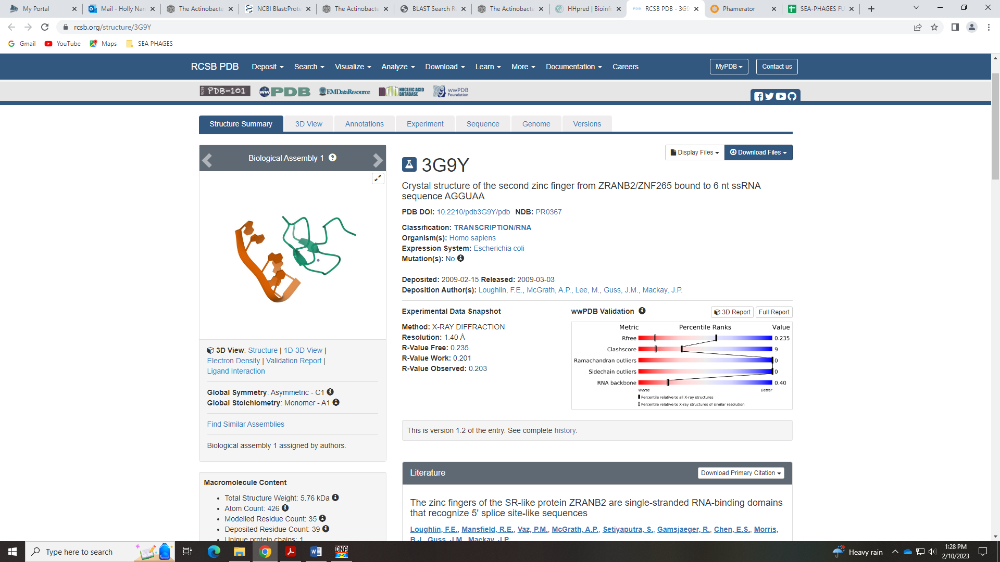 My Portal
Mail - Holly Nan
The Actinobacte
NCBI Blast:Prote
The Actinobacte
BLAST Search Re
The Actinobacte
HHpred | Bioinfo
RCSB PDB - 3G9
Phamerator
SEA-PHAGES FU
rcsb.org/structure/3G9Y
Gmail
YouTube
Maps
SEA PHAGES
RCSB PDB
Deposit
Search
Visualize
Analyze
Download
Learn
More
Documentation
Careers
MyPDB
Contact us
RCSB PDB-101
wwPDB
EMDataResource
ndb NUCLEIC ACID DATABASE
wwPDB Foundation
Structure Summary
3D View
Annotations
Experiment
Sequence
Genome
Versions
Biological Assembly 1 ?
Display Files
Download Files
3G9Y
Crystal structure of the second zinc finger from ZRANB2/ZNF265 bound to 6 nt ssRNA
sequence AGGUAA
PDB DOI: 10.2210/pdb3G9Y/pdb NDB: PR0367
Classification: TRANSCRIPTION/RNA
Organism(s): Homo sapiens
Expression System: Escherichia coli
Mutation(s): No
Deposited: 2009-02-15 Released: 2009-03-03
Deposition Author(s): Loughlin, F.E., McGrath, A.P., Lee, M., Guss, J.M., Mackay, J.P.
Experimental Data Snapshot
Method: X-RAY DIFFRACTION
Resolution: 1.40 Å
R-Value Free: 0.235
R-Value Work: 0.201
R-Value Observed: 0.203
wwPDB Validation
3D Report
Full Report
Metric Percentile Ranks Value
Rfree 0.235
Clashscore 9
Ramachandran outliers 0
Sidechain outliers 0
RNA backbone 0.40
Worse Better
Percentile relative to all X-ray structures
Percentile relative to X-ray structures of similar resolution
3D View: Structure | 1D-3D View |
Electron Density | Validation Report |
Ligand Interaction
Global Symmetry: Asymmetric - C1
Global Stoichiometry: Monomer - A1
Find Similar Assemblies
Biological assembly 1 assigned by authors.
This is version 1.2 of the entry. See complete history.
Macromolecule Content
• Total Structure Weight: 5.76 kDa
• Atom Count: 426
• Modelled Residue Count: 35
• Deposited Residue Count: 39
• Unique protein chains: 1
Literature
Download Primary Citation
The zinc fingers of the SR-like protein ZRANB2 are single-stranded RNA-binding domains
that recognize 5' splice site-like sequences
Loughlin, F.E., Mansfield, R.E., Vaz, P.M., McGrath, A.P., Setiyaputra, S., Gamsjaeger, R., Chen, E.S., Morris,
B.J., Guss, J.M., Mackay, J.P.
Type here to search
DNA
Heavy rain
1:28 PM
2/10/2023